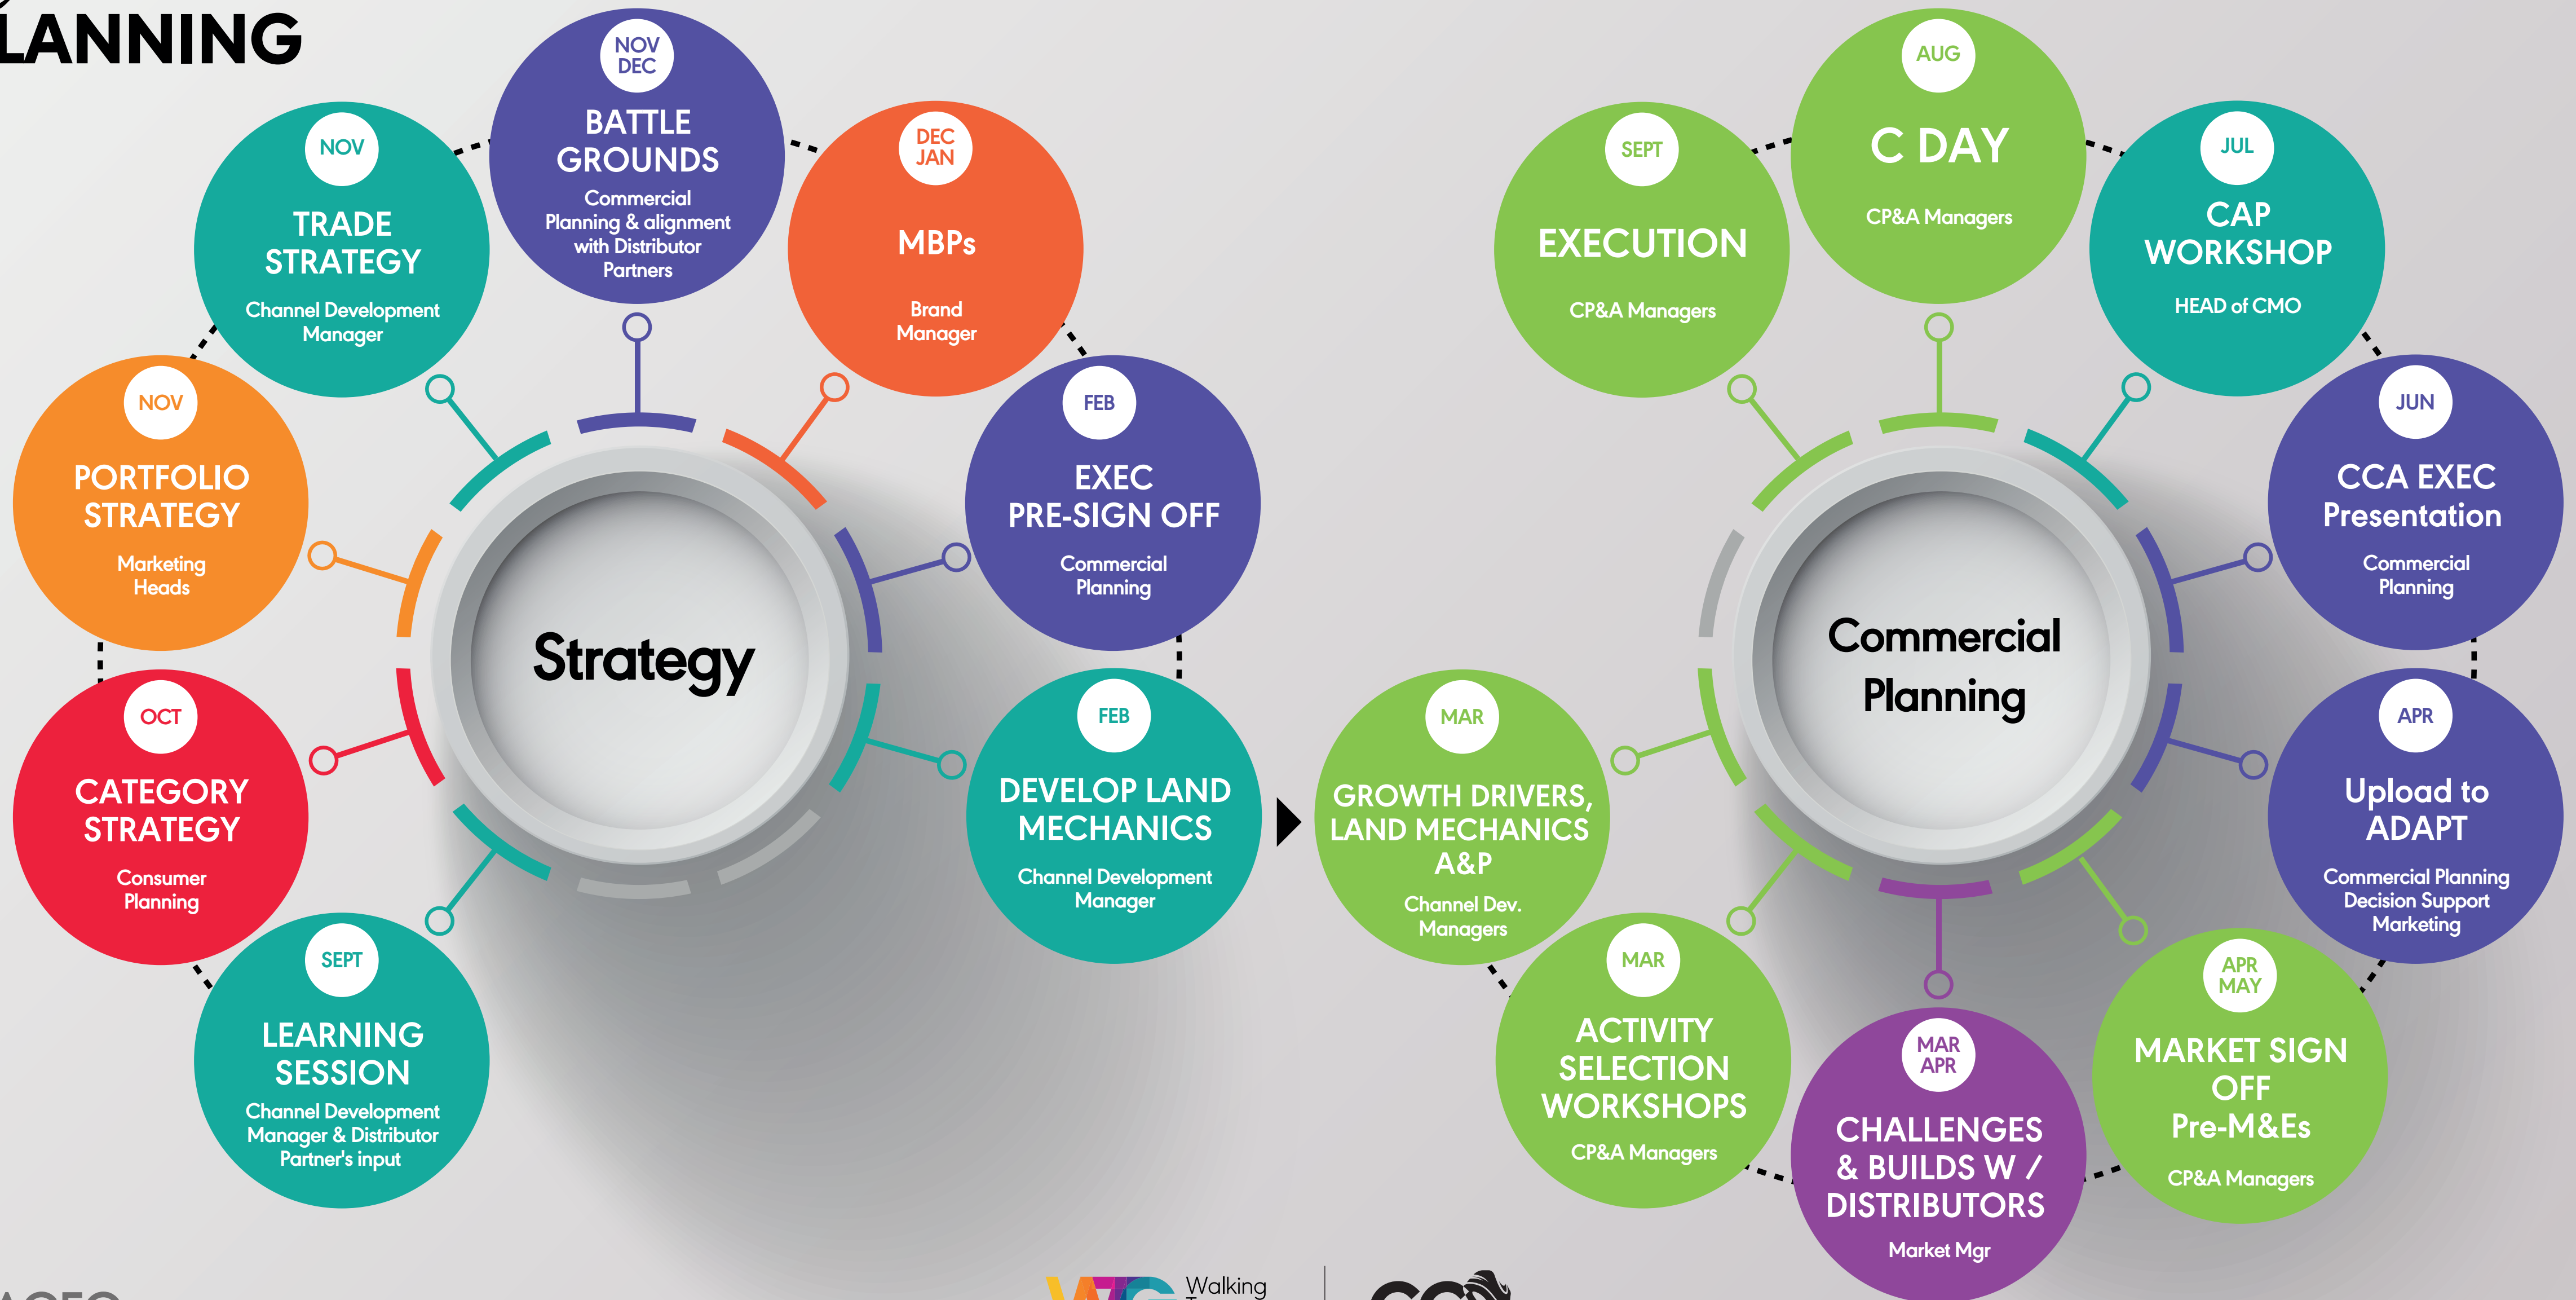 LANNING
NOV
DEC
BATTLE
GROUNDS
Commercial
Planning & alignment
with Distributor
Partners
NOV
TRADE
STRATEGY
Channel Development
Manager
DEC
JAN
MBPs
Brand
Manager
NOV
PORTFOLIO
STRATEGY
Marketing
Heads
FEB
EXEC
PRE-SIGN OFF
Commercial
Planning
Strategy
OCT
CATEGORY
STRATEGY
Consumer
Planning
FEB
DEVELOP LAND
MECHANICS
Channel Development
Manager
SEPT
LEARNING
SESSION
Channel Development
Manager & Distributor
Partner's input
AUG
C DAY
CP&A Managers
SEPT
EXECUTION
CP&A Managers
JUL
CAP
WORKSHOP
HEAD of CMO
JUN
CCA EXEC
Presentation
Commercial
Planning
Commercial
Planning
MAR
GROWTH DRIVERS,
LAND MECHANICS
A&P
Channel Dev.
Managers
APR
Upload to
ADAPT
Commercial Planning
Decision Support
Marketing
MAR
ACTIVITY
SELECTION
WORKSHOPS
CP&A Managers
MAR
APR
CHALLENGES
& BUILDS W /
DISTRIBUTORS
Market Mgr
APR
MAY
MARKET SIGN
OFF
Pre-M&Es
CP&A Managers
Walking